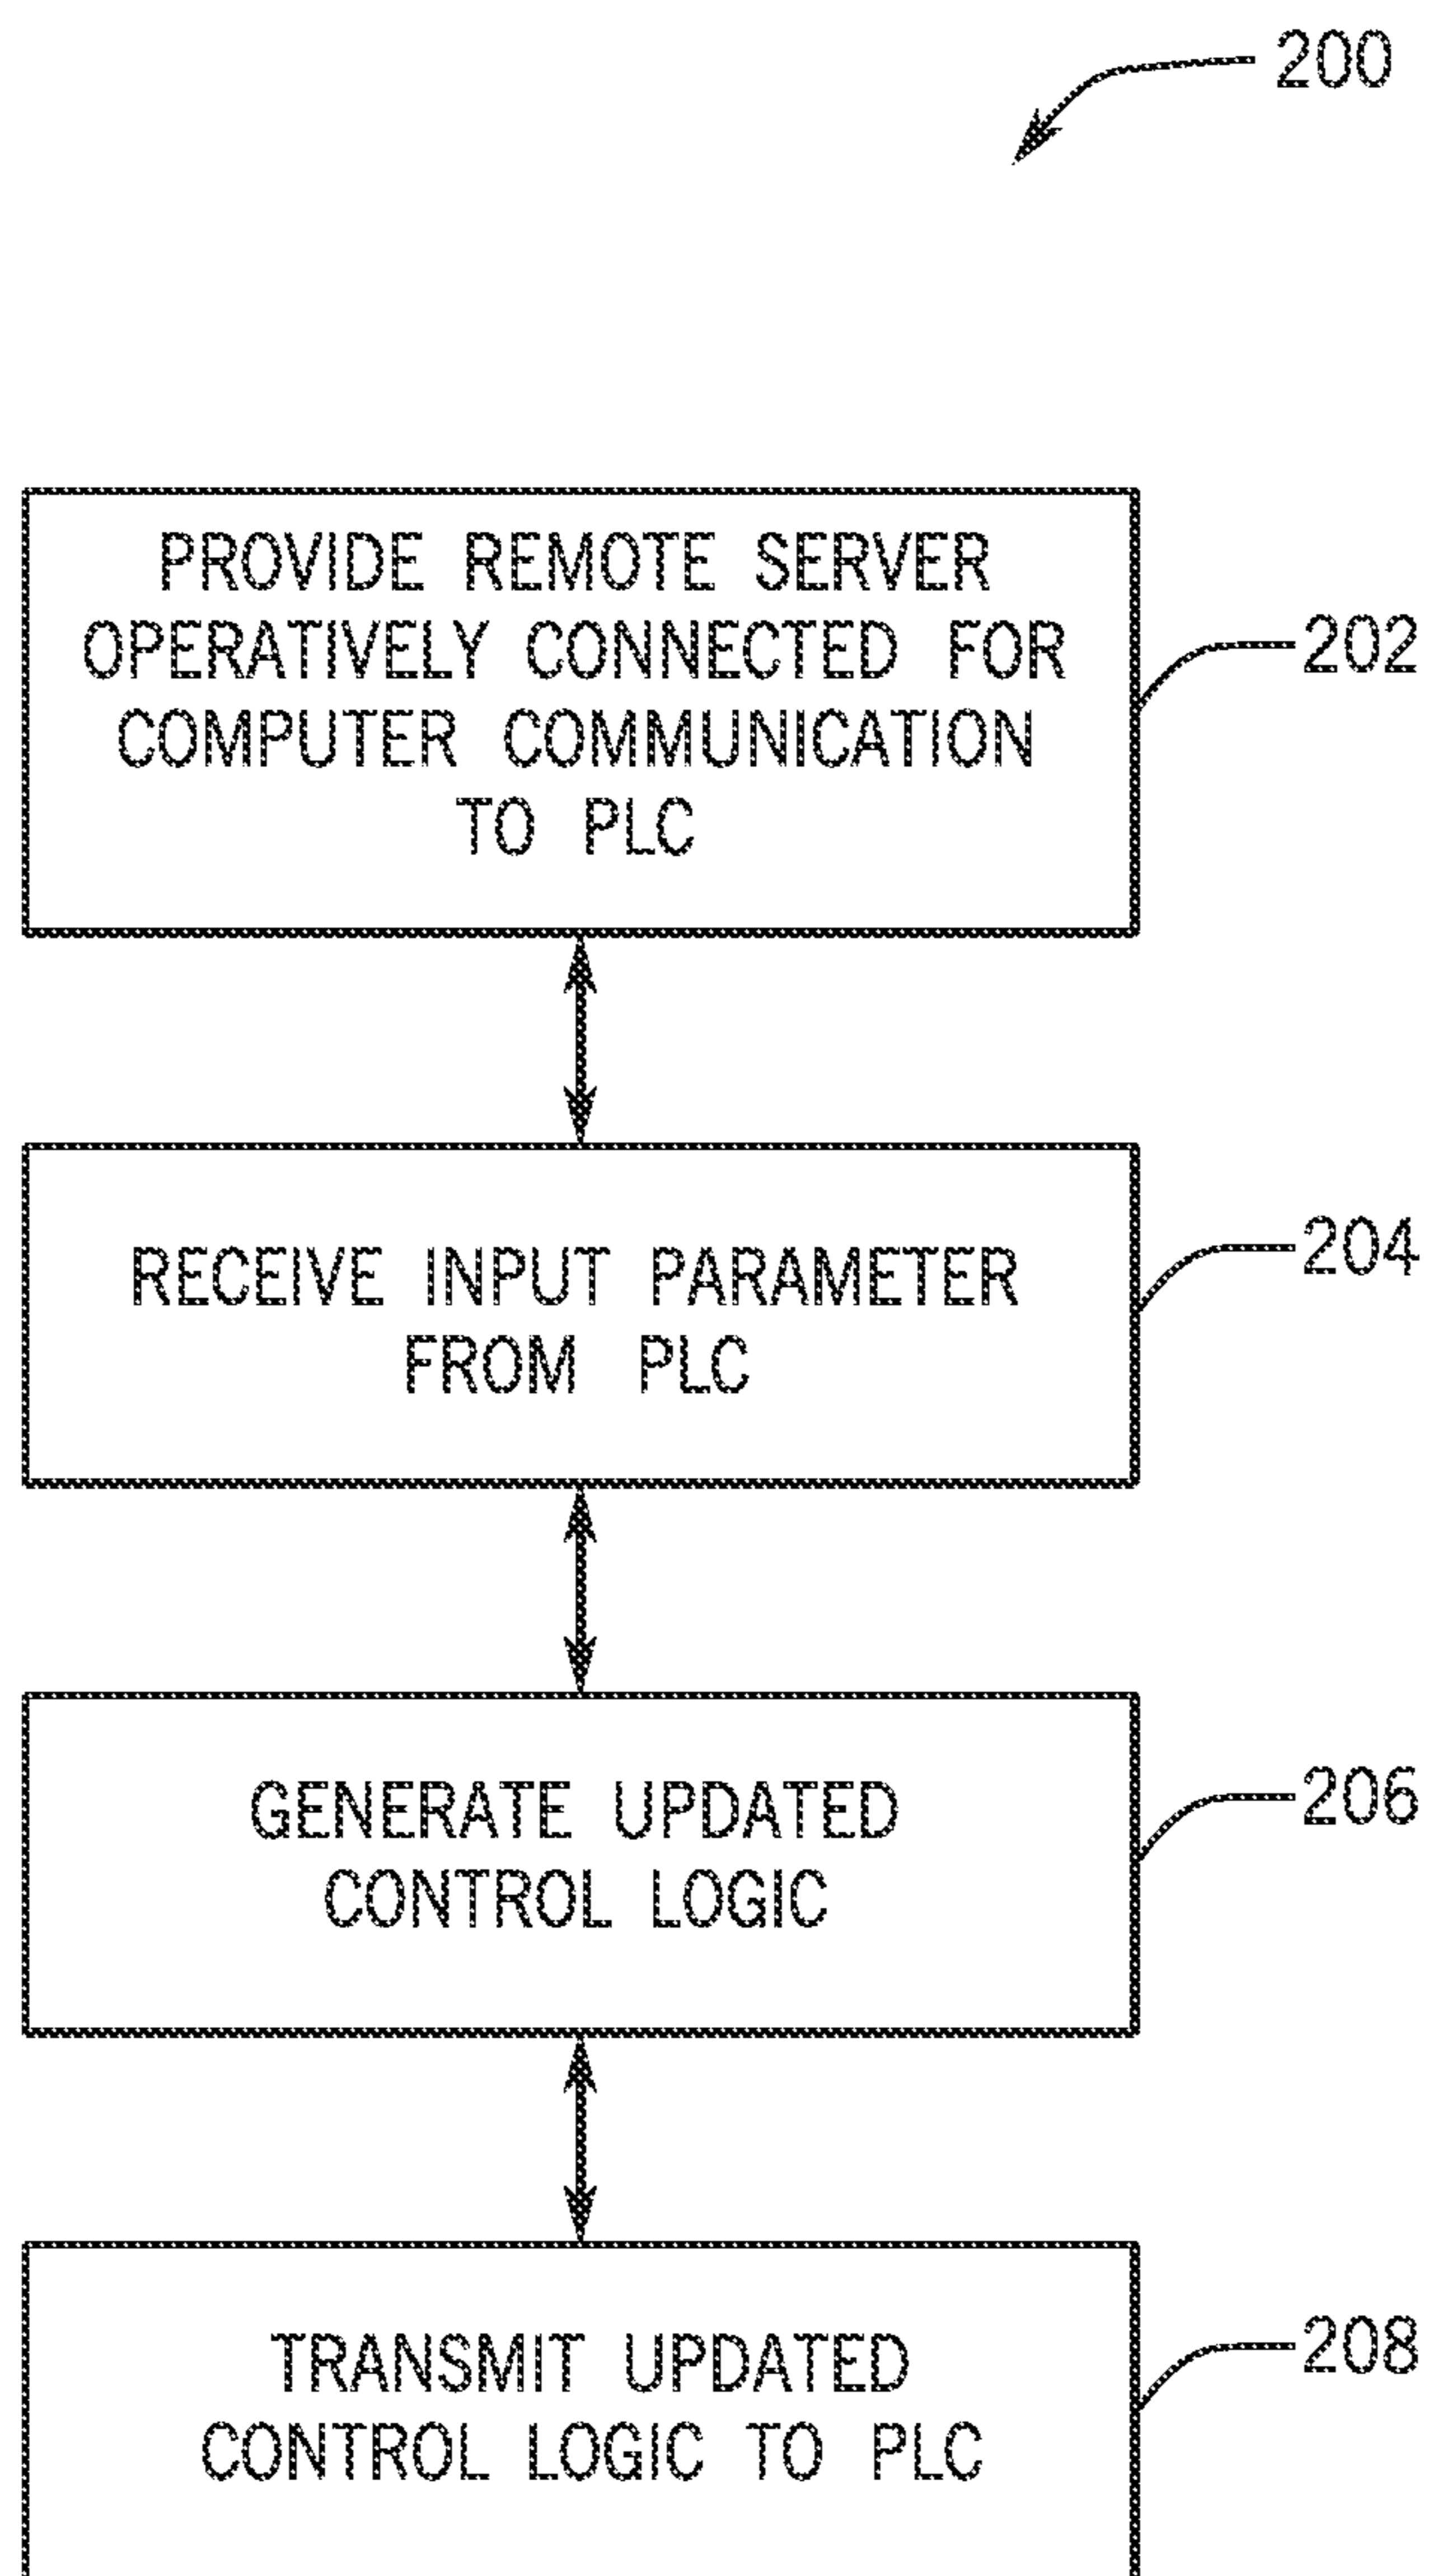 200
PROVIDE REMOTE SERVER
OPERATIVELY CONNECTED FOR
COMPUTER COMMUNICATION
TO PLC
202
RECEIVE INPUT PARAMETER
FROM PLC
204
GENERATE UPDATED
CONTROL LOGIC
206
TRANSMIT UPDATED
CONTROL LOGIC TO PLC
208